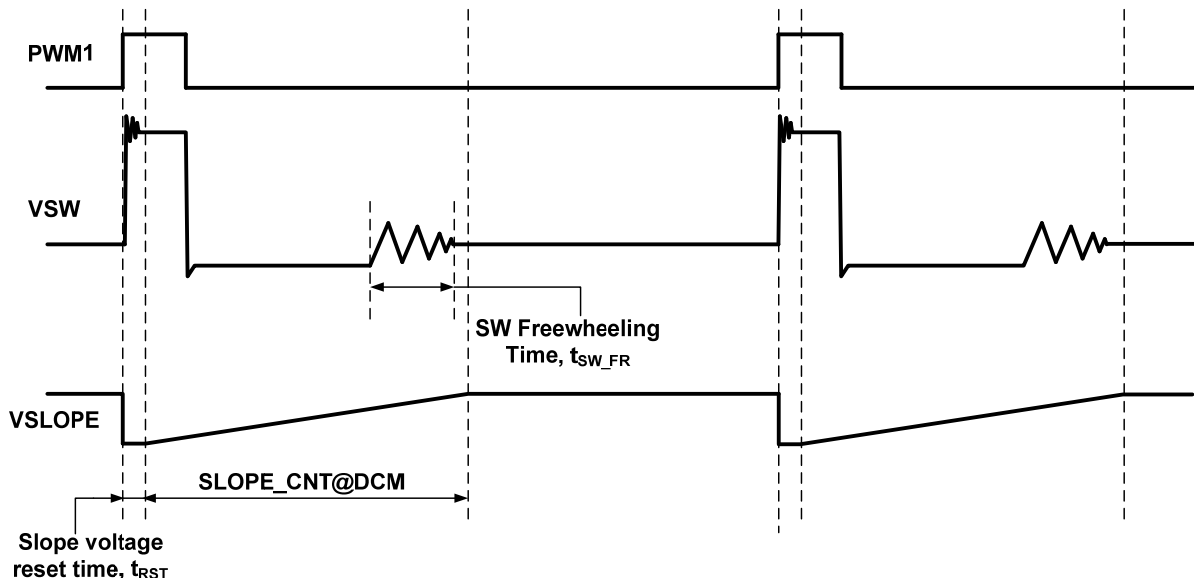 PWM1
VSW
SW Freewheeling
Time, tSW_FR
VSLOPE
SLOPE_CNT@DCM
Slope voltage
reset time, tRST